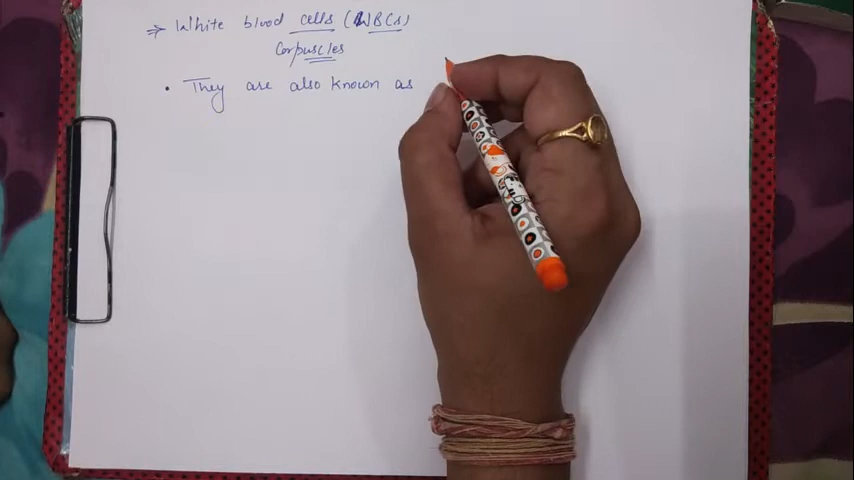 ⇒ White blood cells (WBCs)
Corpuscles
• They are also known as